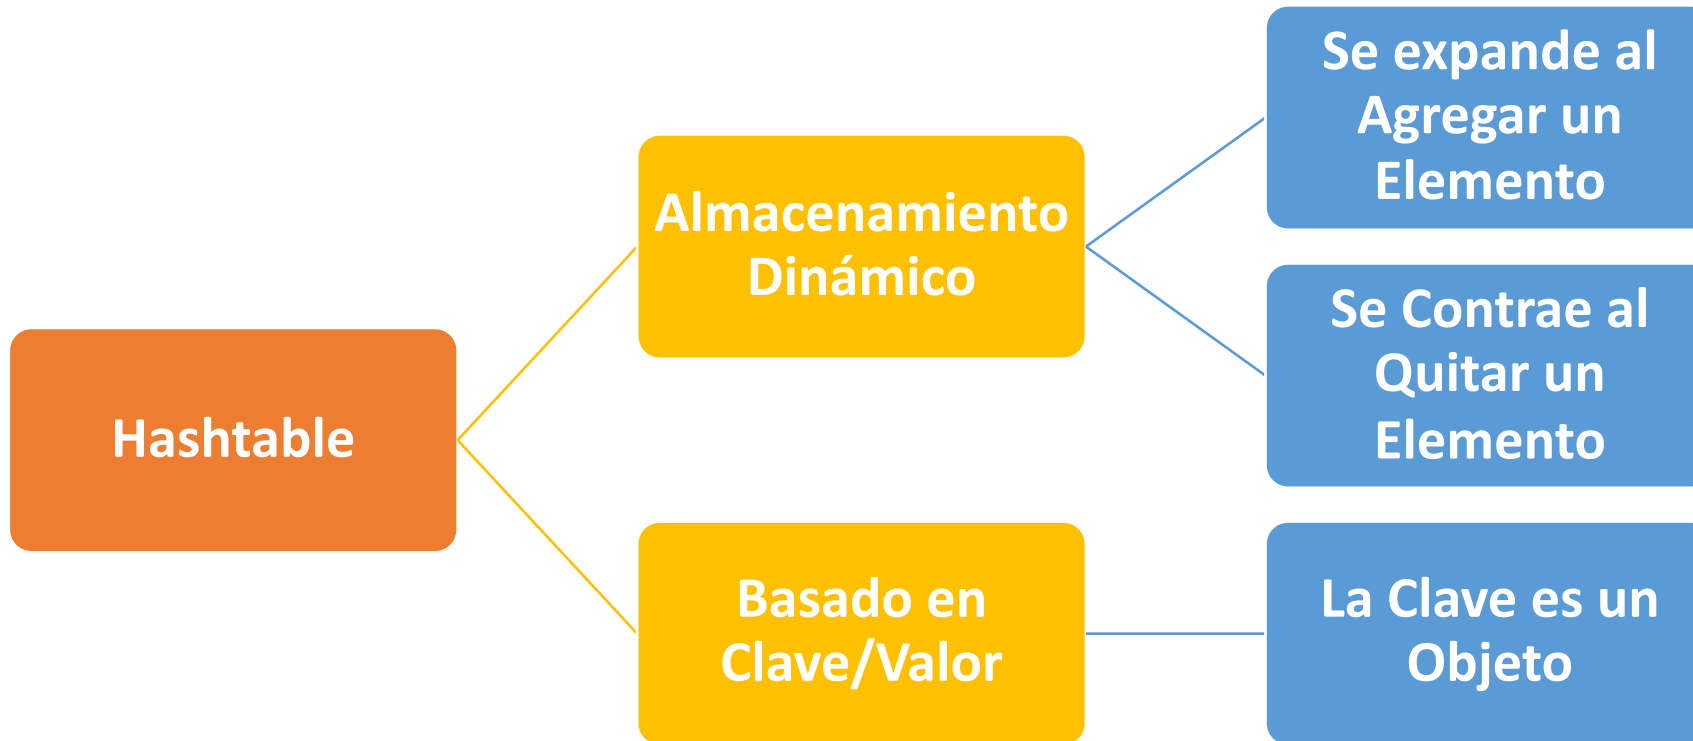 Hashtable
Almacenamiento
Dinámico
Se expande al
Agregar un
Elemento
Se Contrae al
Quitar un
Elemento
Basado en
Clave/Valor
La Clave es un
Objeto